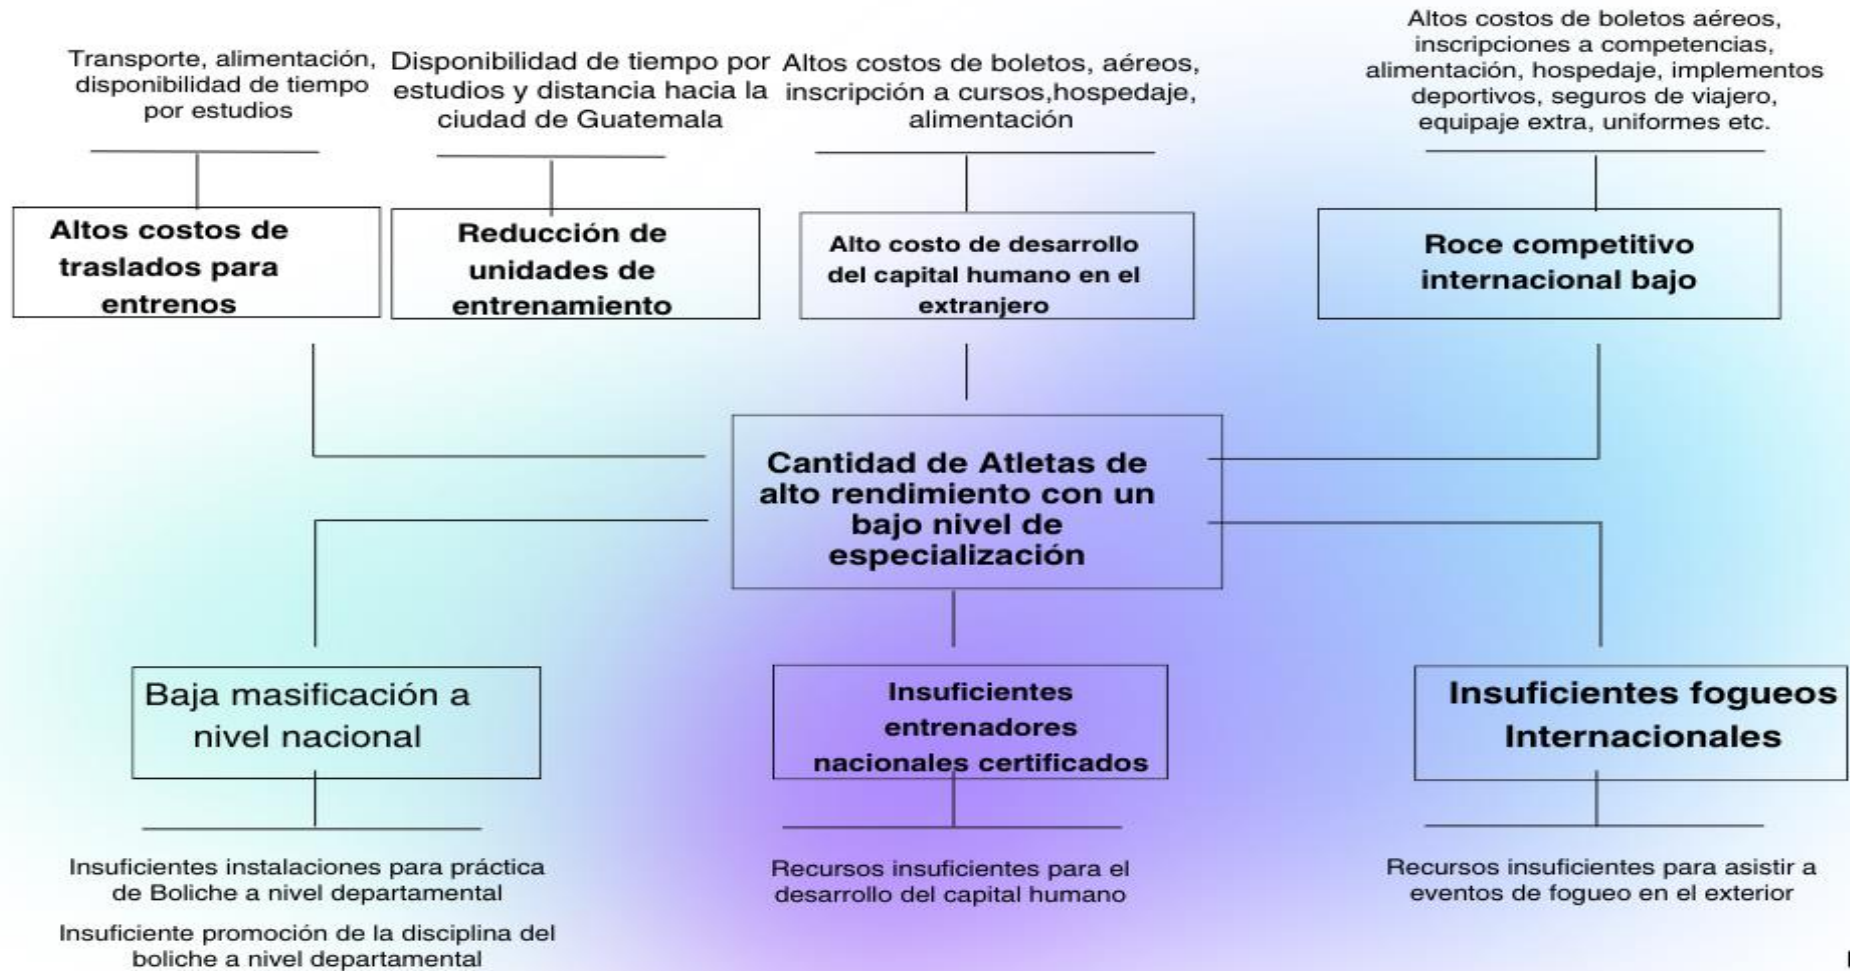 Transporte, alimentación,
disponibilidad de tiempo
por estudios
Disponibilidad de tiempo por
estudios y distancia hacia la
ciudad de Guatemala
Altos costos de boletos, aéreos,
inscripción a cursos,hospedaje,
alimentación
Altos costos de boletos aéreos,
inscripciones a competencias,
alimentación, hospedaje, implementos
deportivos, seguros de viajero,
equipaje extra, uniformes etc.
Altos costos de
traslados para
entrenos
Reducción de
unidades de
entrenamiento
Alto costo de desarrollo
del capital humano en el
extranjero
Roce competitivo
internacional bajo
Cantidad de Atletas de
alto rendimiento con un
bajo nivel de
especialización
Baja masificación a
nivel nacional
Insuficientes
entrenadores
nacionales certificados
Insuficientes fogueos
Internacionales
Insuficientes instalaciones para práctica
de Boliche a nivel departamental
Insuficiente promoción de la disciplina del
boliche a nivel departamental
Recursos insuficientes para el
desarrollo del capital humano
Recursos insuficientes para asistir a
eventos de fogueo en el exterior